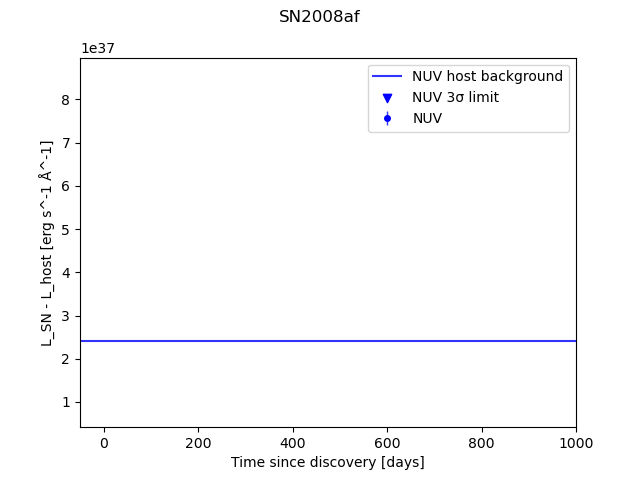 SN2008af
1e37
8
7
6
5
4
3
2
1
L_SN - L_host [erg s^-1 Å^-1]
NUV host background
NUV 3σ limit
NUV
0 200 400 600 800 1000
Time since discovery [days]